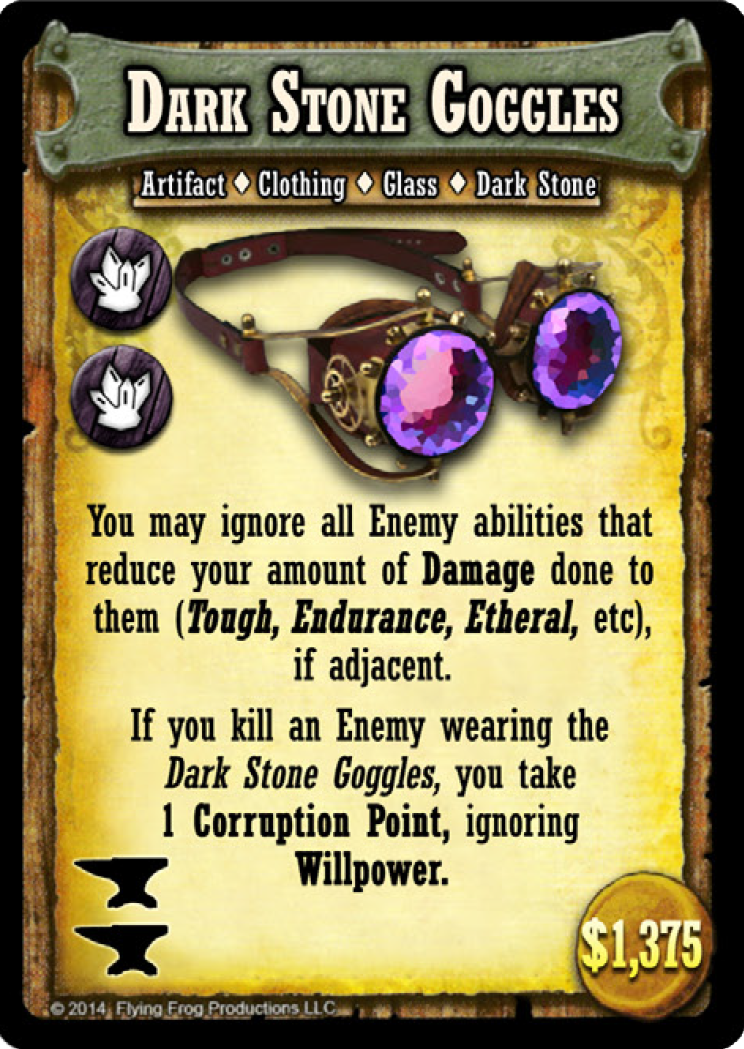 Dark Stone Goggles
Artifact ♦ Clothing ♦ Glass ♦ Dark Stone
You may ignore all Enemy abilities that
reduce your amount of Damage done to
them (Tough, Endurance, Etheral, etc),
if adjacent.
If you kill an Enemy wearing the
Dark Stone Goggles, you take
1 Corruption Point, ignoring
Willpower.
$1,375
© 2014, Flying Frog Productions LLC